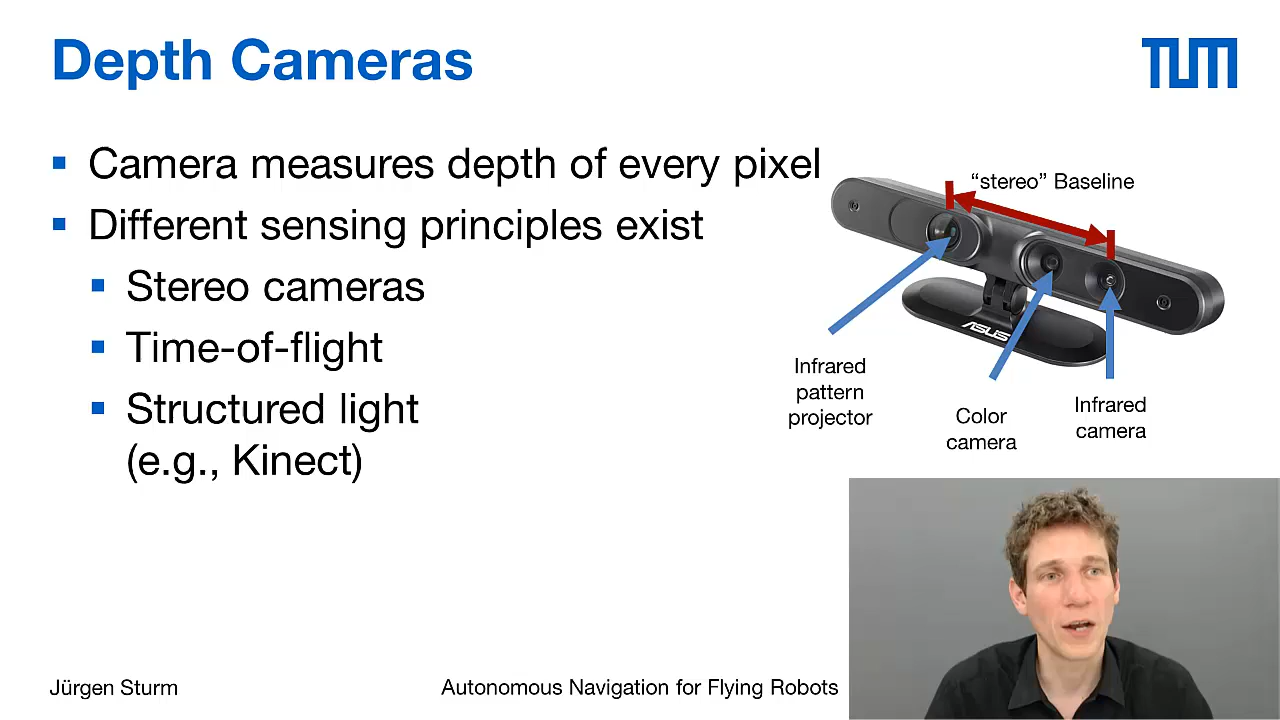 Depth Cameras
TUM
▪ Camera measures depth of every pixel
▪ Different sensing principles exist
▪ Stereo cameras
▪ Time-of-flight
▪ Structured light
(e.g., Kinect)
“stereo” Baseline
ASUS
Infrared
pattern
projector
Color
camera
Infrared
camera
Jürgen Sturm
Autonomous Navigation for Flying Robots